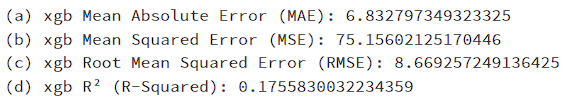 (a) xgb Mean Absolute Error (MAE): 6.832797349323325
(b) xgb Mean Squared Error (MSE): 75.15602125170446
(c) xgb Root Mean Squared Error (RMSE): 8.669257249136425
(d) xgb R² (R-Squared): 0.1755830032234359